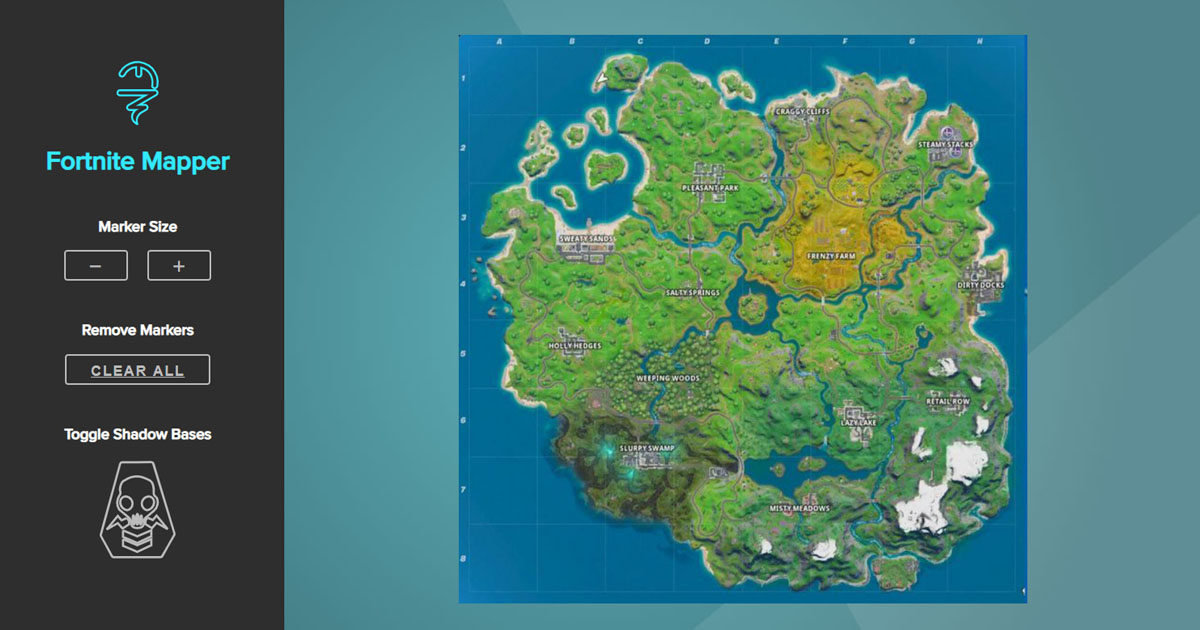 Fortnite Mapper
Marker Size
−
+
Remove Markers
CLEAR ALL
Toggle Shadow Bases
A B C D E F G H
1
CRAGGY CLIFFS
STEAMY STACKS
2
PLEASANT PARK
3
SWEATY SANDS
FRENZY FARM
4
DIRTY DOCKS
SALTY SPRINGS
HOLLY HEDGES
5
WEEPING WOODS
RETAIL ROW
6
LAZY LAKE
SLURPY SWAMP
7
MISTY MEADOWS
8